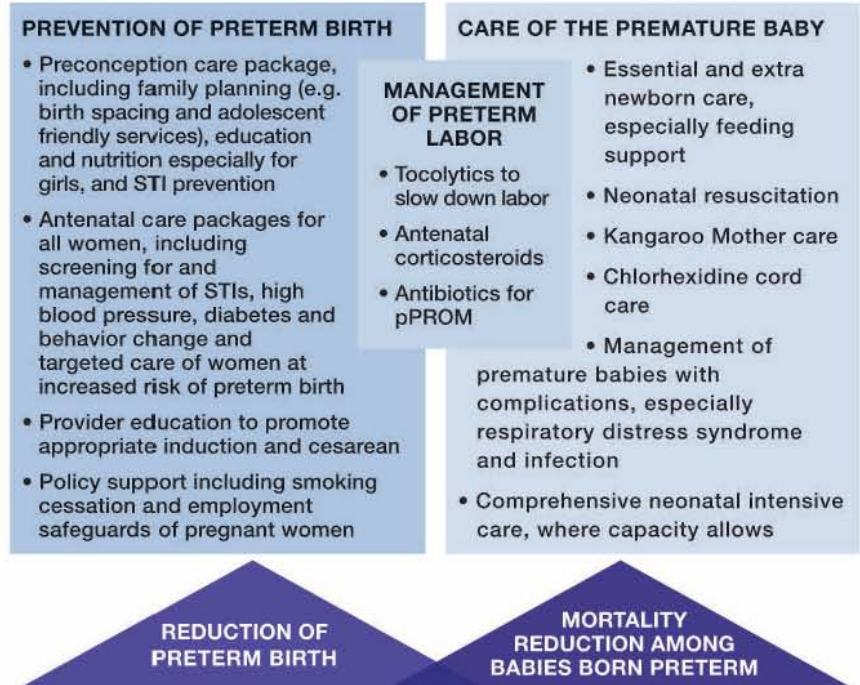 PREVENTION OF PRETERM BIRTH
• Preconception care package,
including family planning (e.g.
birth spacing and adolescent
friendly services), education
and nutrition especially for
girls, and STI prevention
• Antenatal care packages for
all women, including
screening for and
management of STIs, high
blood pressure, diabetes and
behavior change and
targeted care of women at
increased risk of preterm birth
• Provider education to promote
appropriate induction and cesarean
• Policy support including smoking
cessation and employment
safeguards of pregnant women
MANAGEMENT
OF PRETERM
LABOR
• Tocolytics to
slow down labor
• Antenatal
corticosteroids
• Antibiotics for
pPROM
CARE OF THE PREMATURE BABY
• Essential and extra
newborn care,
especially feeding
support
• Neonatal resuscitation
• Kangaroo Mother care
• Chlorhexidine cord
care
• Management of
premature babies with
complications, especially
respiratory distress syndrome
and infection
• Comprehensive neonatal intensive
care, where capacity allows
REDUCTION OF
PRETERM BIRTH
MORTALITY
REDUCTION AMONG
BABIES BORN PRETERM